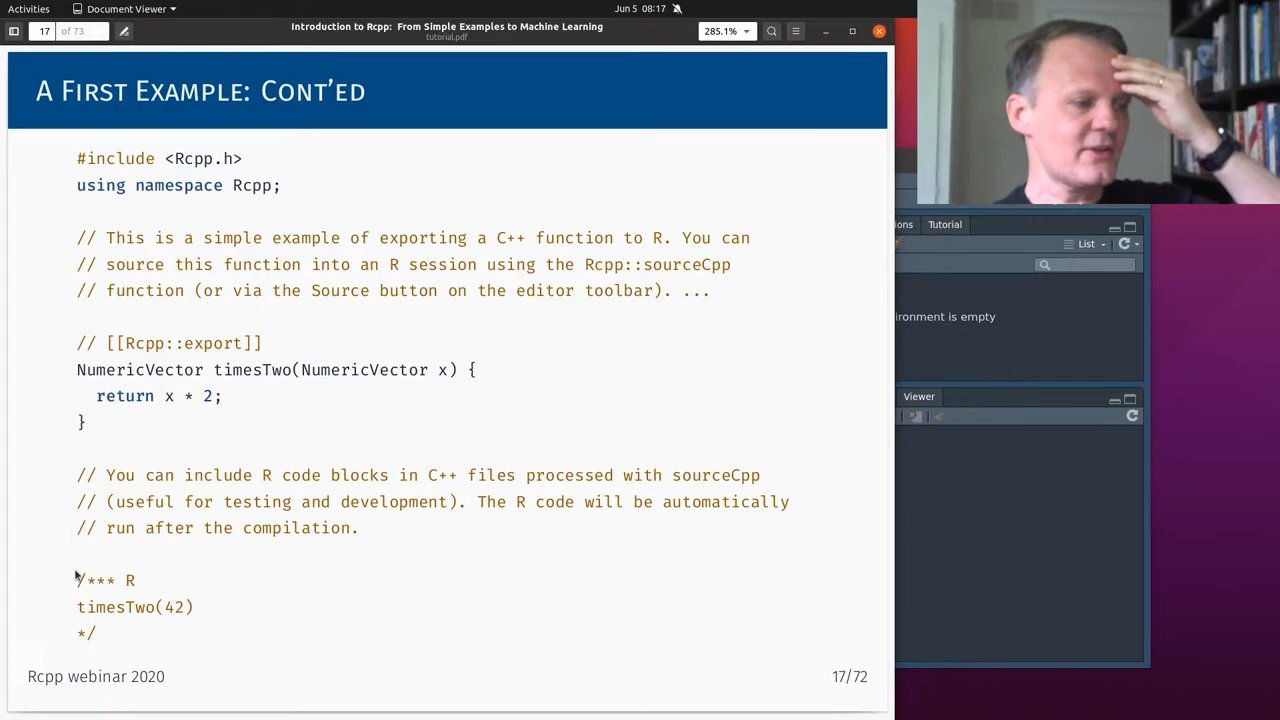 Activities
Document Viewer
Jun 5 08:17
17 of 73
Introduction to Rcpp: From Simple Examples to Machine Learning
tutorial.pdf
285.1%
A First Example: Cont'ed
#include <Rcpp.h>
using namespace Rcpp;
// This is a simple example of exporting a C++ function to R. You can
// source this function into an R session using the Rcpp::sourceCpp
// function (or via the Source button on the editor toolbar). ...
// [[Rcpp::export]]
NumericVector timesTwo(NumericVector x) {
return x * 2;
}
// You can include R code blocks in C++ files processed with sourceCpp
// (useful for testing and development). The R code will be automatically
// run after the compilation.
/*** R
timesTwo(42)
*/
Rcpp webinar 2020
17/72
ions
Tutorial
List
ironment is empty
Viewer